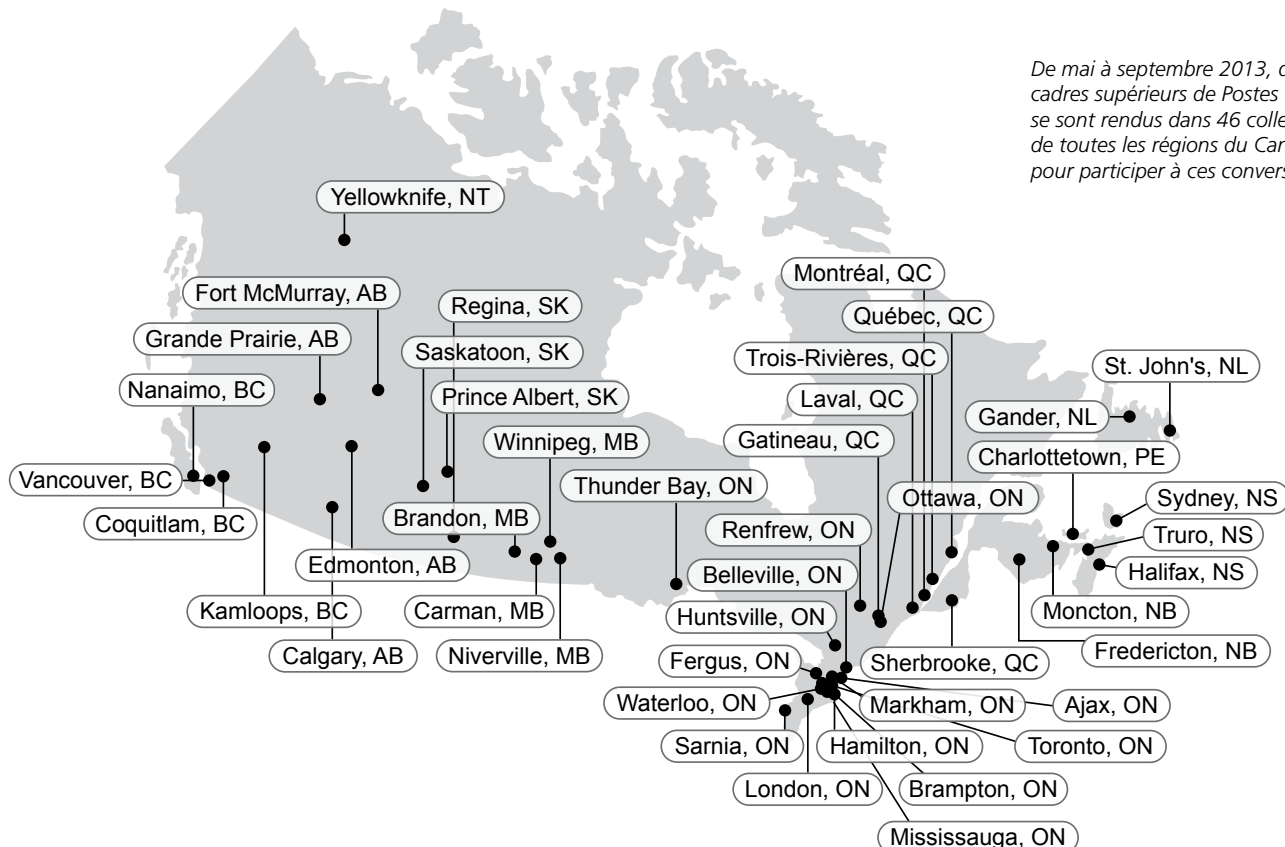 De mai à septembre 2013,
cadres supérieurs de Postes
se sont rendus dans 46
de toutes les régions du
pour participer à ces
Yellowknife, NT
Montréal, QC
Fort McMurray, AB
Regina, SK
Québec, QC
Grande Prairie, AB
Saskatoon, SK
Trois-Rivières, QC
St. John's, NL
Nanaimo, BC
Prince Albert, SK
Laval, QC
Gander, NL
Winnipeg, MB
Gatineau, QC
Charlottetown, PE
Vancouver, BC
Thunder Bay, ON
Ottawa, ON
Sydney, NS
Coquitlam, BC
Brandon, MB
Renfrew, ON
Truro, NS
Edmonton, AB
Belleville, ON
Halifax, NS
Kamloops, BC
Carman, MB
Huntsville, ON
Moncton, NB
Calgary, AB
Niverville, MB
Fergus, ON
Sherbrooke, QC
Fredericton, NB
Waterloo, ON
Markham, ON
Ajax, ON
Sarnia, ON
Hamilton, ON
Toronto, ON
London, ON
Brampton, ON
Mississauga, ON